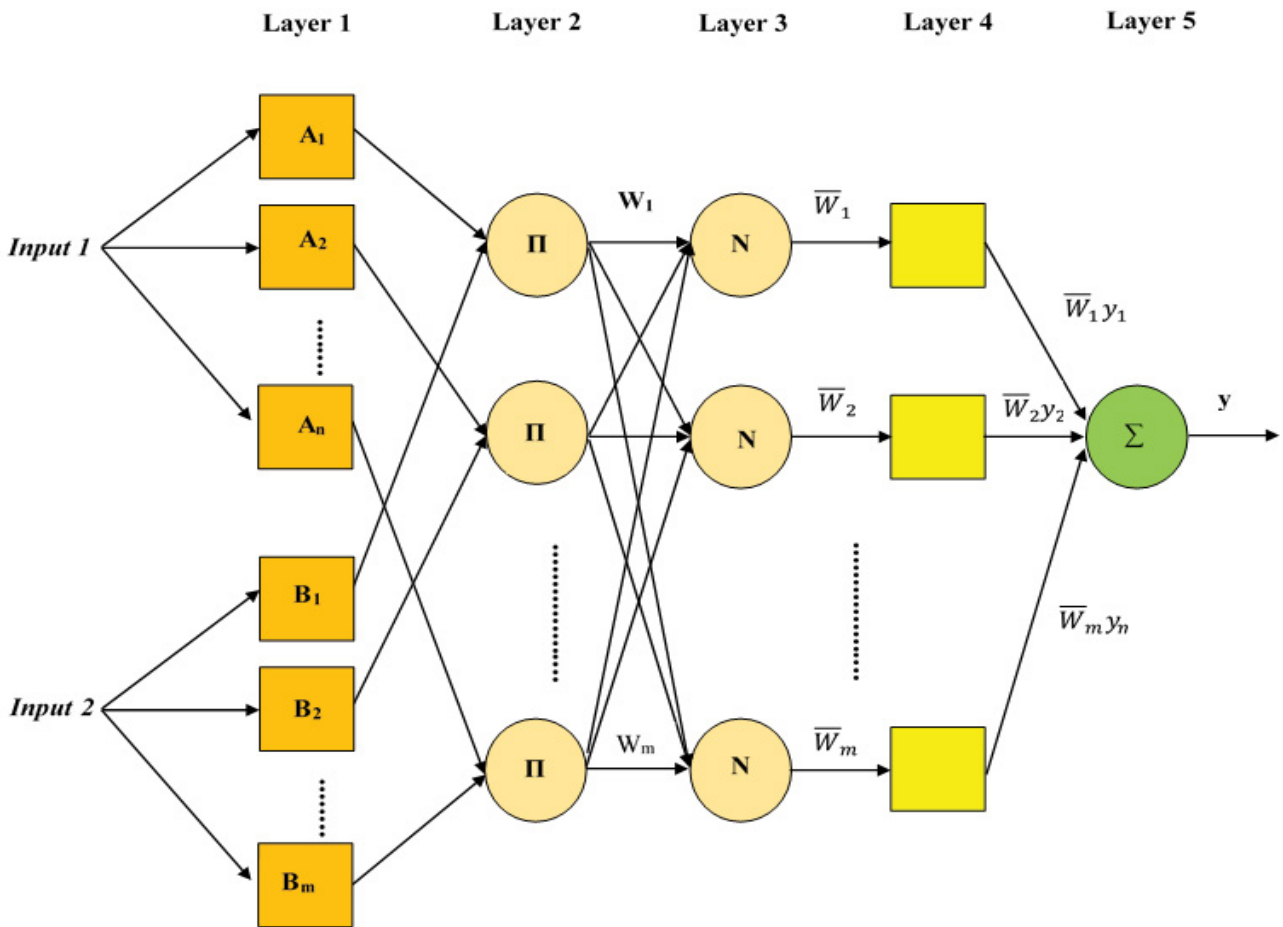 Layer 1 Layer 2 Layer 3 Layer 4 Layer 5
A₁
W₁ W̅₁
Input 1 A₂ Π N
W̅₁y₁
Aₙ Π N W̅₂ W̅₂y₂ Σ y
B₁
W̅ₘyₙ
Input 2 B₂
Π Wₘ N W̅ₘ
Bₘ